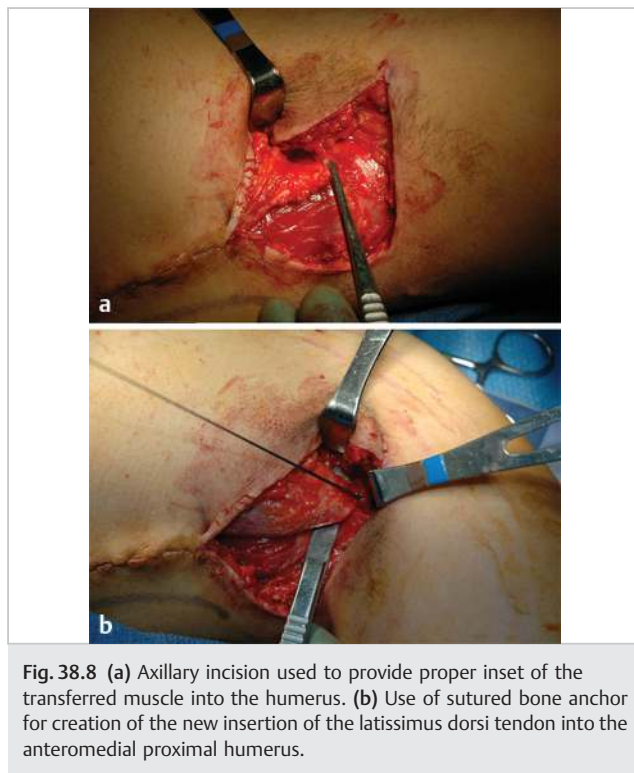 a
b
Fig. 38.8 (a) Axillary incision used to provide proper inset of the
transferred muscle into the humerus. (b) Use of sutured bone anchor
for creation of the new insertion of the latissimus dorsi tendon into the
anteromedial proximal humerus.